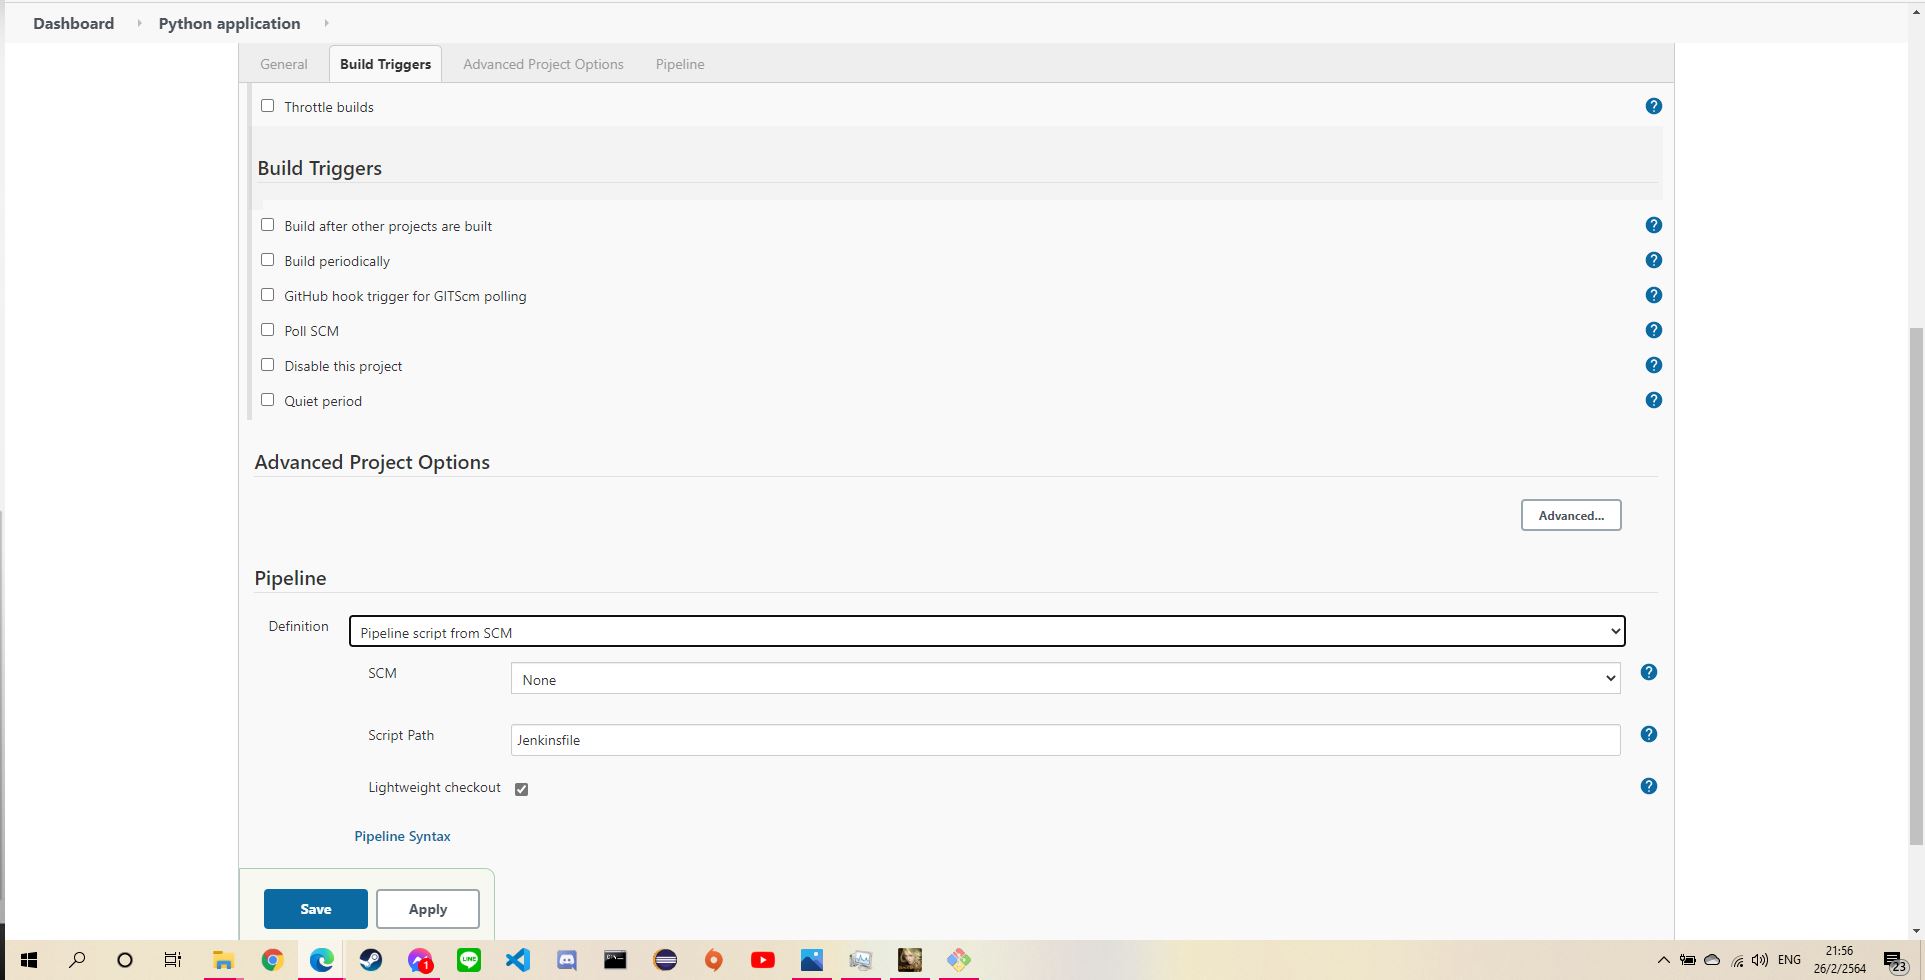 Dashboard
Python application
General
Build Triggers
Advanced Project Options
Pipeline
Throttle builds
Build Triggers
Build after other projects are built
Build periodically
GitHub hook trigger for GITScm polling
Poll SCM
Disable this project
Quiet period
Advanced Project Options
Advanced...
Pipeline
Definition
Pipeline script from SCM
SCM
None
Script Path
Jenkinsfile
Lightweight checkout
Pipeline Syntax
Save
Apply
1
LINE
ENG
21:56
26/2/2564
23